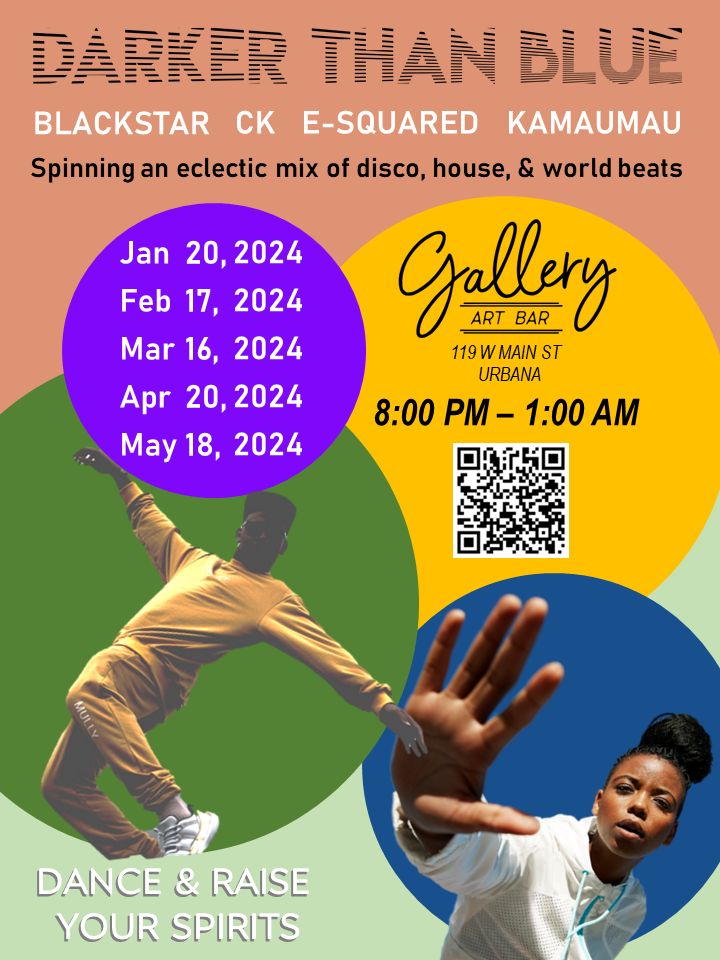 DARKER THAN BLUE
BLACKSTAR CK E-SQUARED KAMAUMAU
Spinning an eclectic mix of disco, house, & world beats
Jan 20, 2024
Feb 17, 2024
Mar 16, 2024
Apr 20, 2024
May 18, 2024
Gallery
ART BAR
119 W MAIN ST
URBANA
8:00 PM – 1:00 AM
MULLY
DANCE & RAISE
YOUR SPIRITS